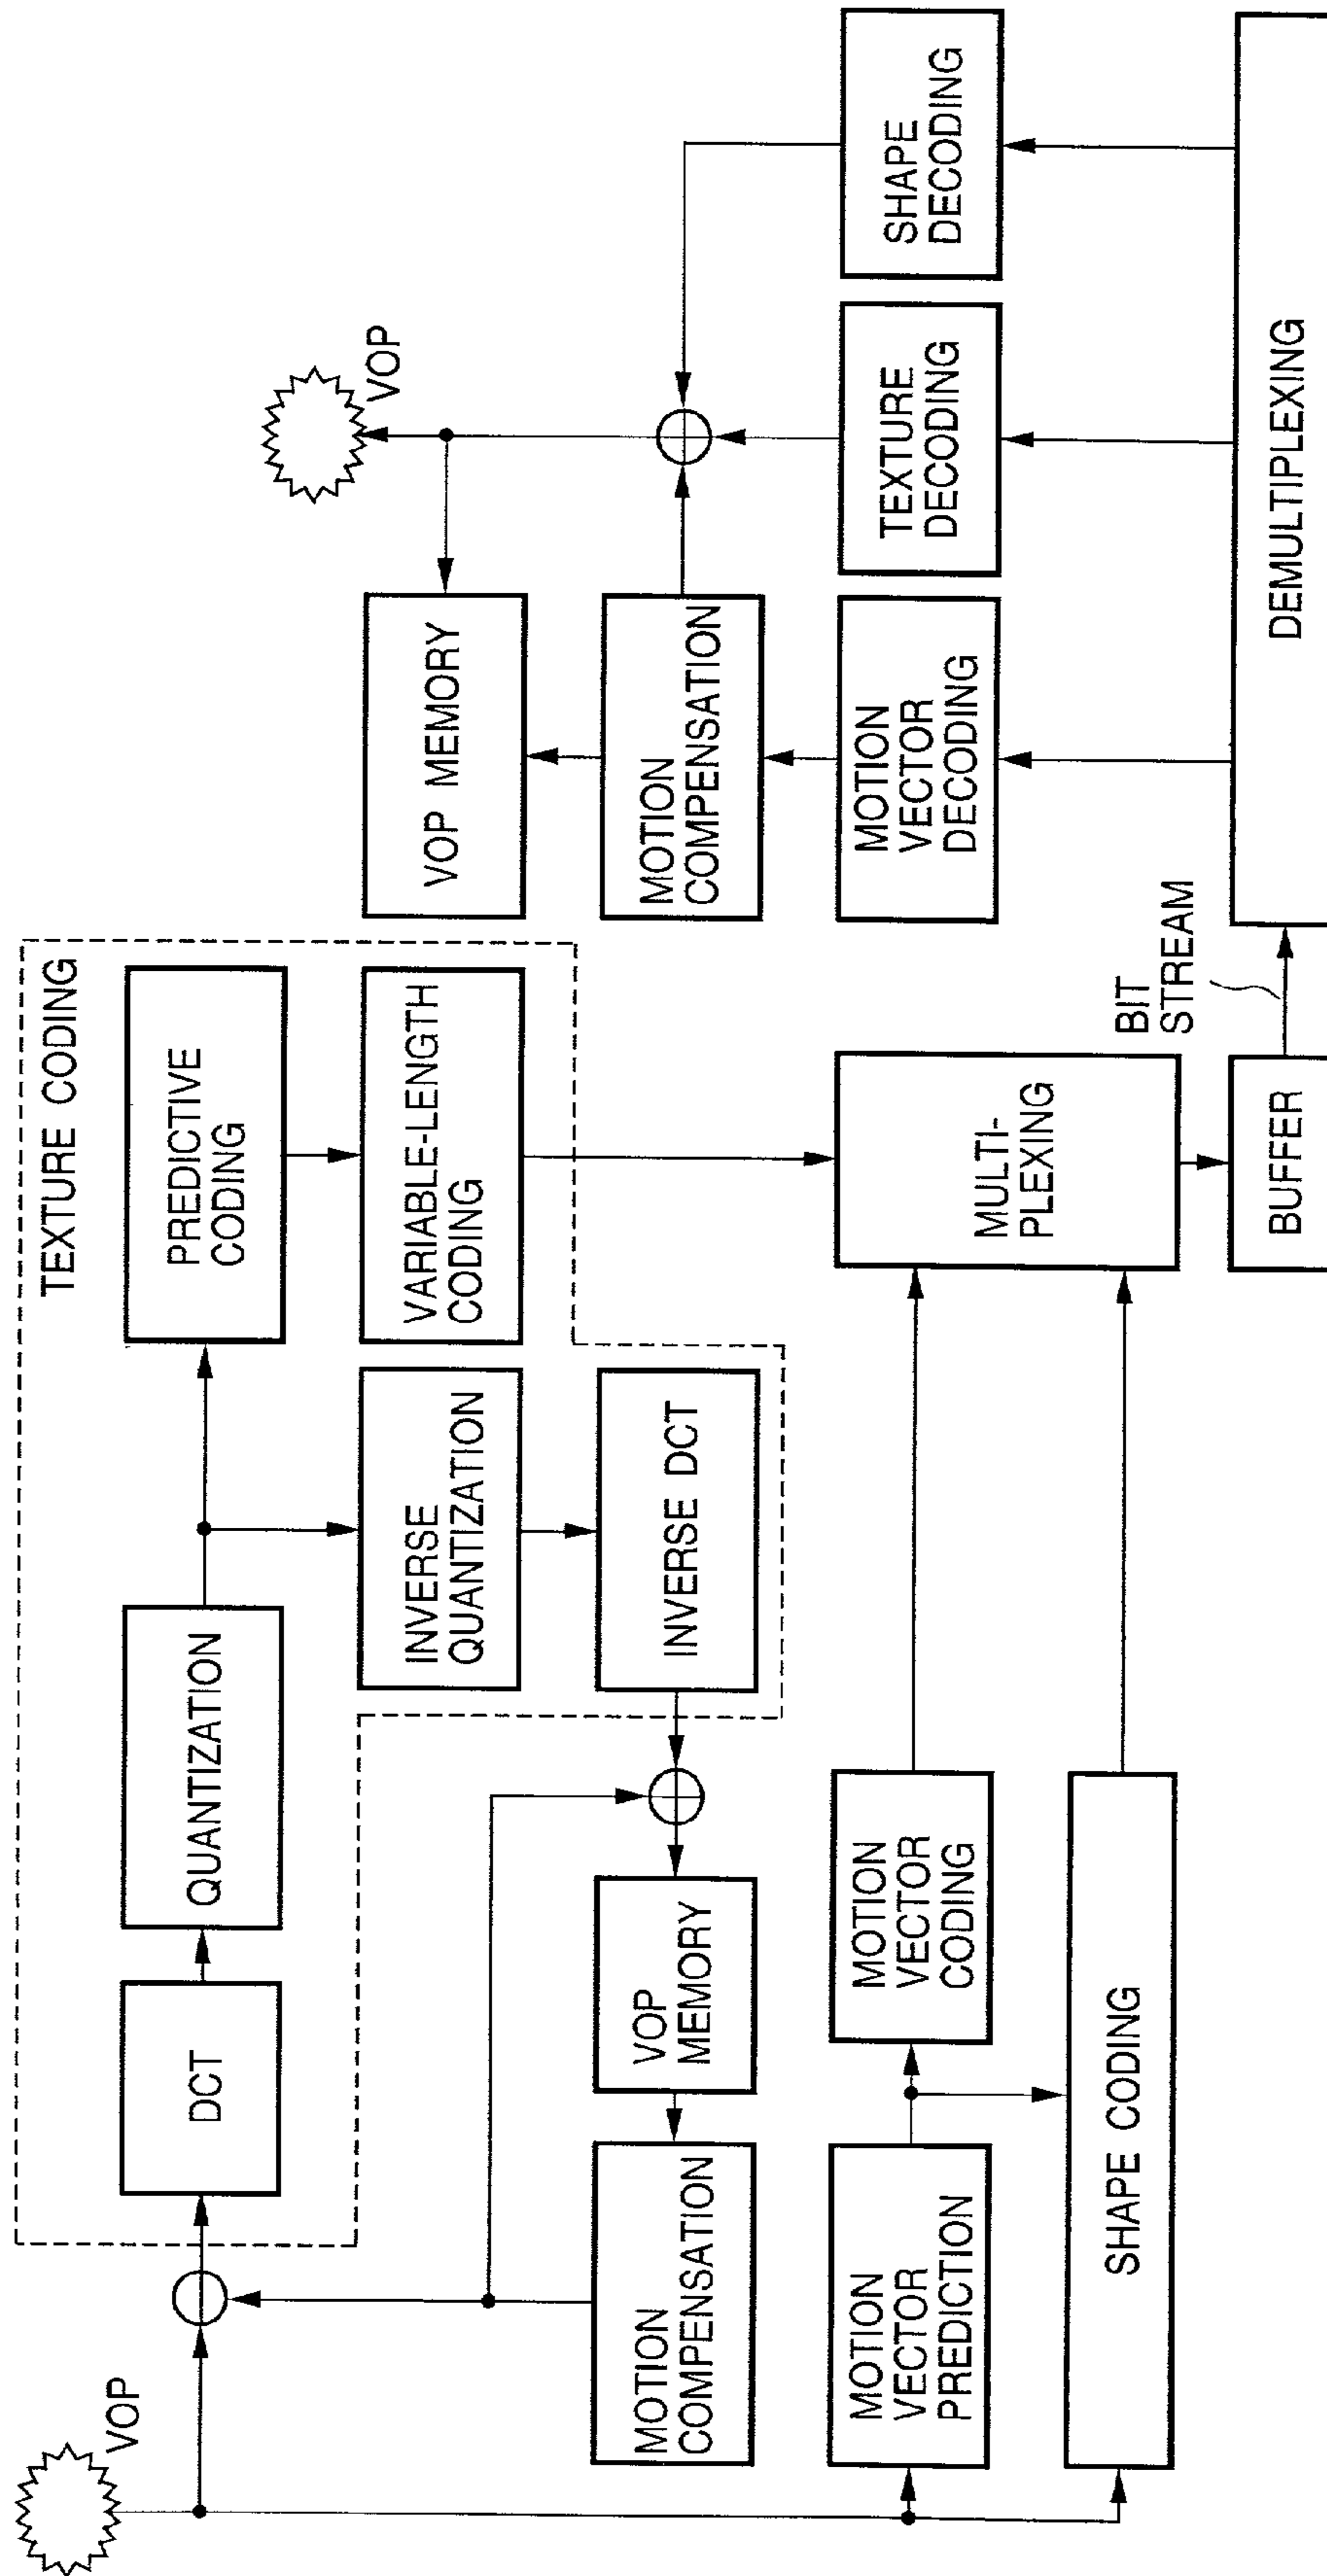 VOP
DCT
QUANTIZATION
TEXTURE CODING
PREDICTIVE
CODING
INVERSE
QUANTIZATION
VARIABLE-LENGTH
CODING
MOTION
COMPENSATION
VOP
MEMORY
INVERSE DCT
MOTION
VECTOR
PREDICTION
MOTION
VECTOR
CODING
SHAPE CODING
MULTI-
PLEXING
BUFFER
BIT
STREAM
VOP
VOP MEMORY
MOTION
COMPENSATION
MOTION
VECTOR
DECODING
TEXTURE
DECODING
SHAPE
DECODING
DEMULTIPLEXING